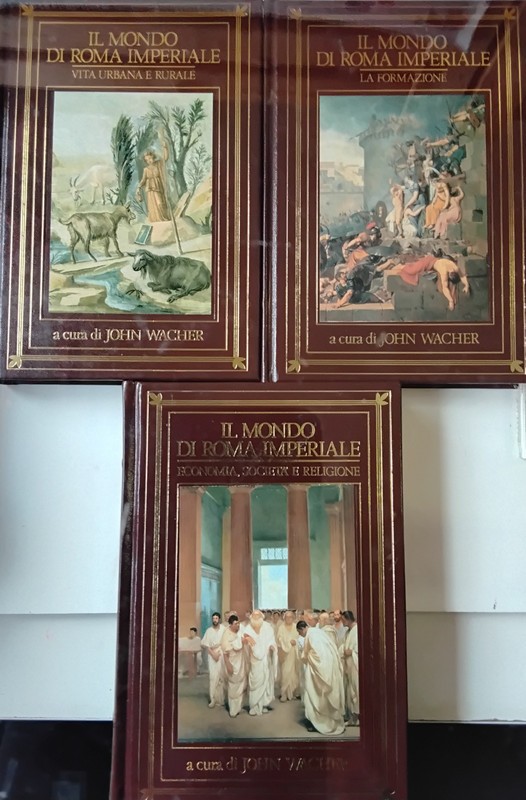 IL MONDO
DI ROMA IMPERIALE
VITA URBANA E RURALE
a cura di JOHN WACHER
IL MONDO
DI ROMA IMPERIALE
LA FORMAZIONE
a cura di JOHN WACHER
IL MONDO
DI ROMA IMPERIALE
ECONOMIA, SOCIETÀ E RELIGIONE
a cura di JOHN WACHER